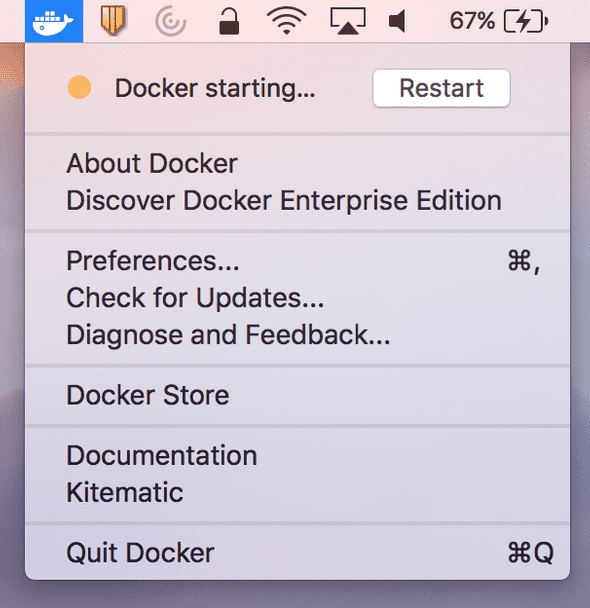 67%
Docker starting... Restart
About Docker
Discover Docker Enterprise Edition
Preferences... ⌘,
Check for Updates...
Diagnose and Feedback...
Docker Store
Documentation
Kitematic
Quit Docker ⌘Q